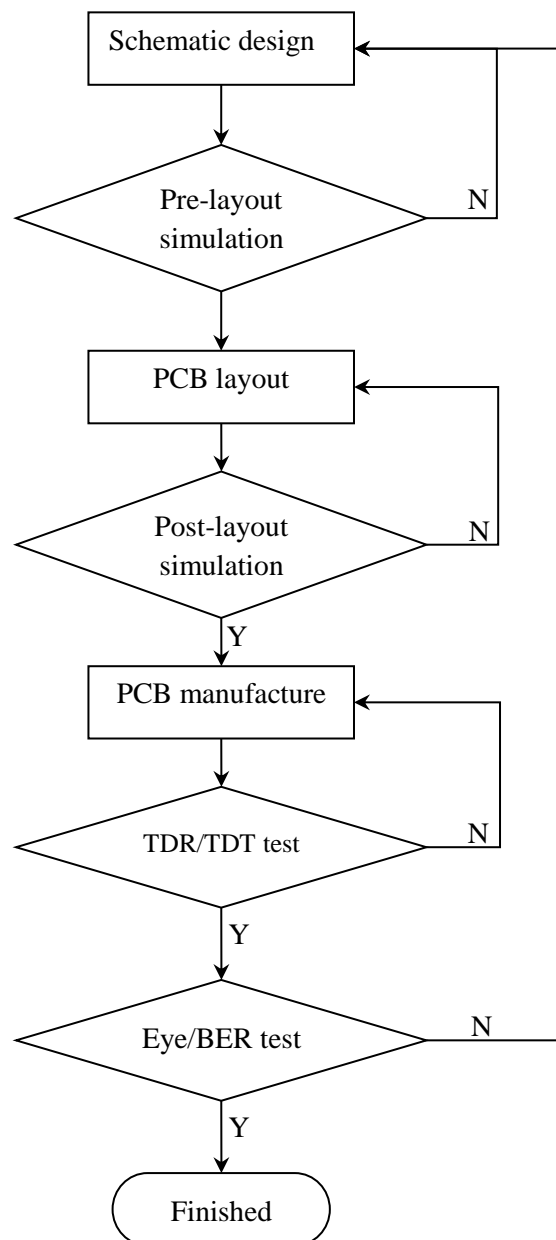 Schematic design
Pre-layout
simulation
N
PCB layout
Post-layout
simulation
N
Y
PCB manufacture
TDR/TDT test
N
Y
Eye/BER test
N
Y
Finished